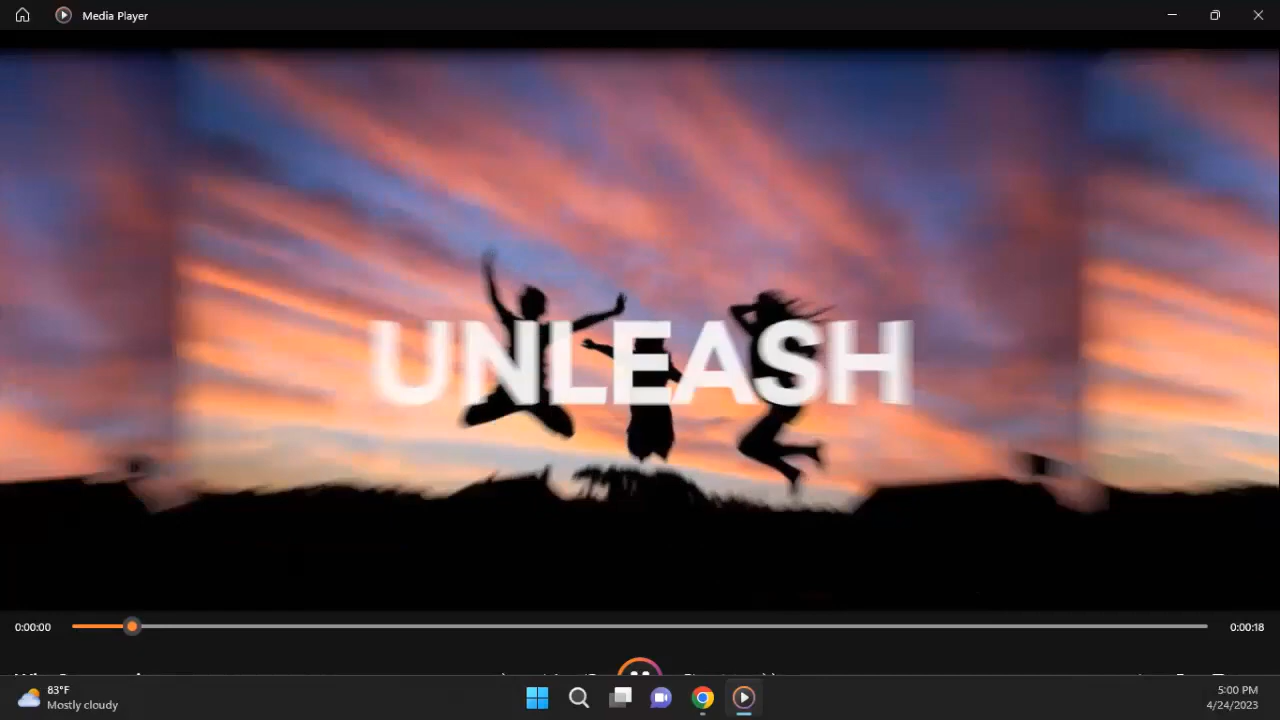 Media Player
UNLEASH
0:00:00
0:00:18
83°F
Mostly cloudy
5:00 PM
4/24/2023